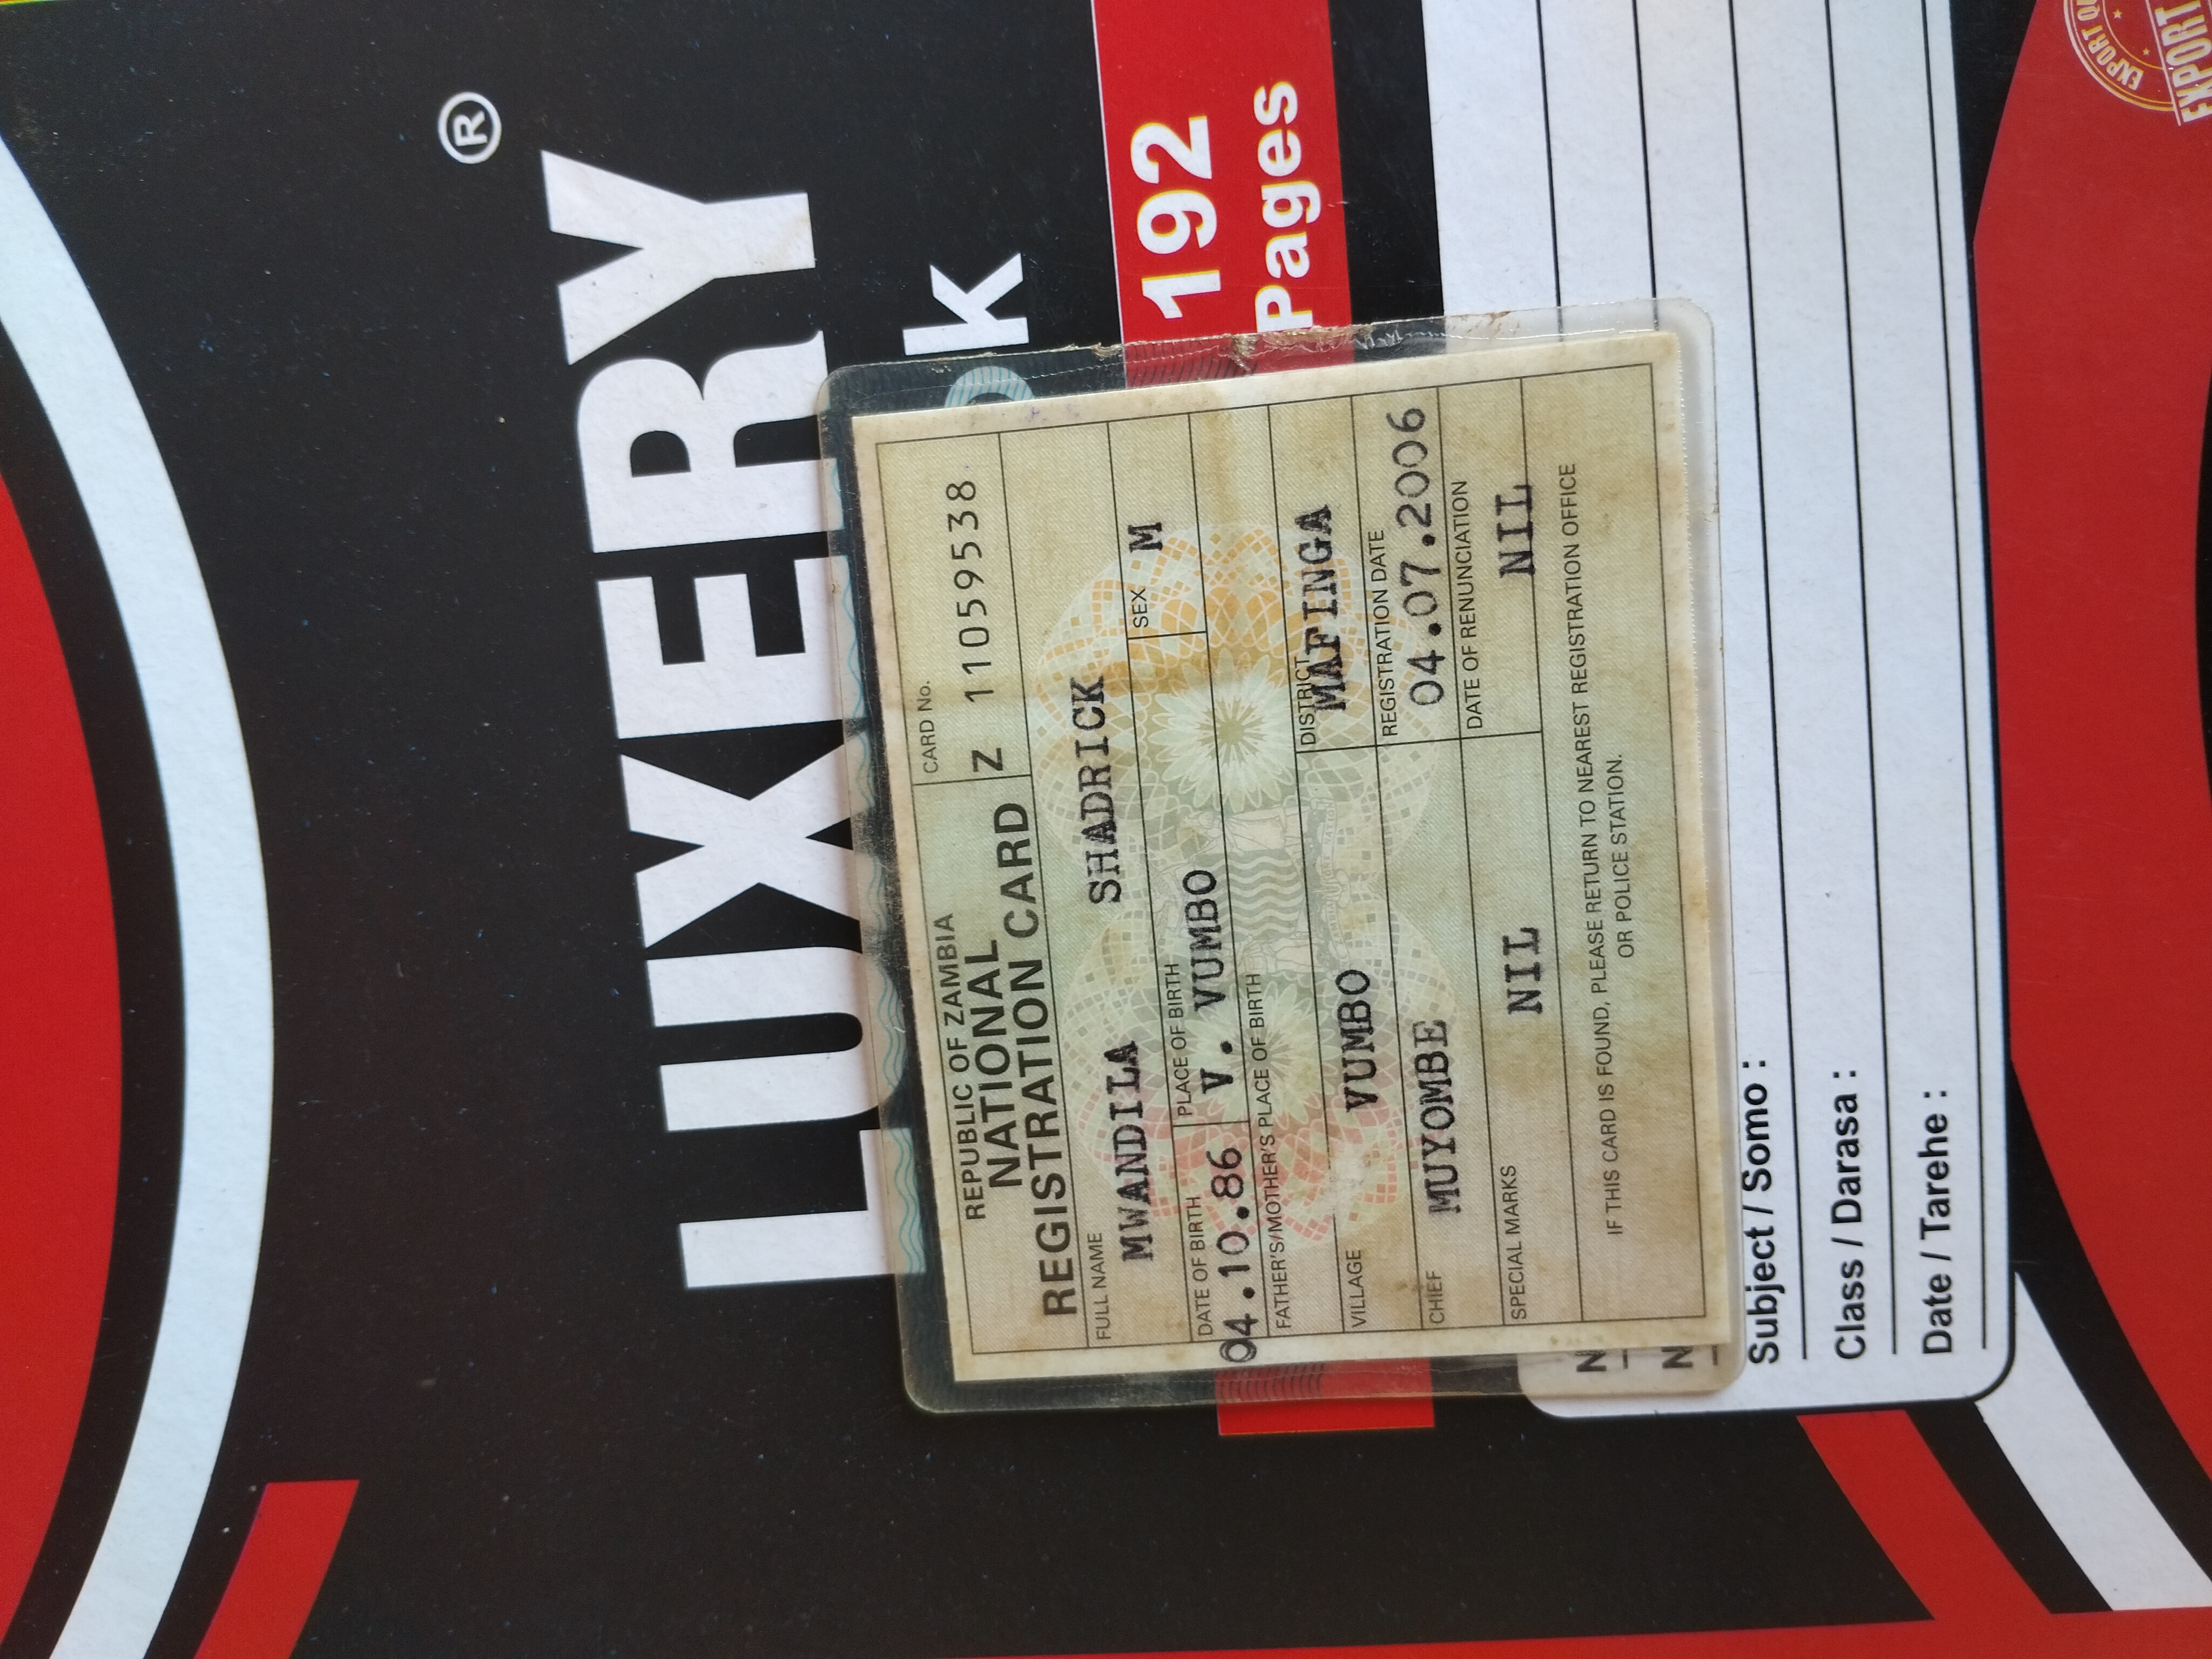 LUXERY ®
K
192
Pages
REPUBLIC OF ZAMBIA
NATIONAL
REGISTRATION CARD
CARD No.
Z 11059538
FULL NAME
MWANDILA SHADRICK
DATE OF BIRTH
04.10.86
PLACE OF BIRTH
V. VUMBO
SEX M
FATHER'S/MOTHER'S PLACE OF BIRTH
VILLAGE
VUMBO
DISTRICT
MAFINGA
CHIEF
MUYOMBE
REGISTRATION DATE
04.07.2006
SPECIAL MARKS
NIL
DATE OF RENUNCIATION
NIL
IF THIS CARD IS FOUND, PLEASE RETURN TO NEAREST REGISTRATION OFFICE
OR POLICE STATION.
N
N
Subject / Somo :
Class / Darasa :
Date / Tarehe :
EXPORT QU
EXPORT